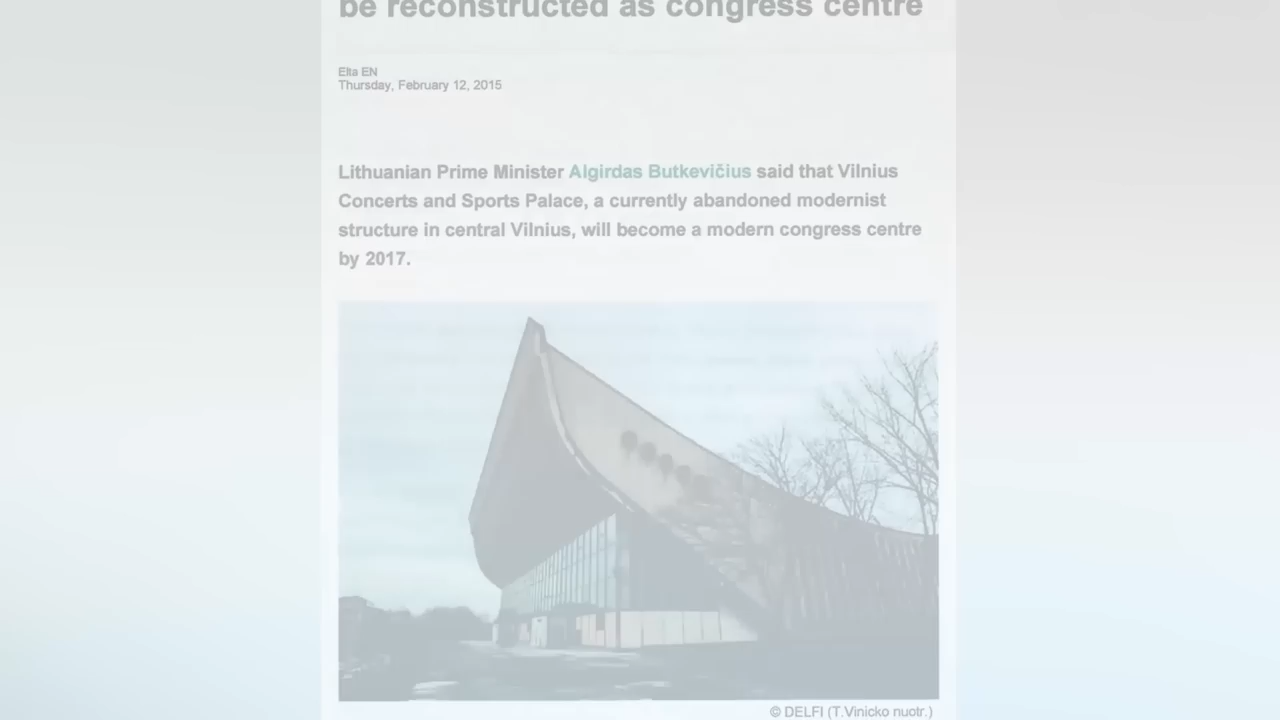 be reconstructed as congress centre
Elta EN
Thursday, February 12, 2015
Lithuanian Prime Minister Algirdas Butkevičius said that Vilnius
Concerts and Sports Palace, a currently abandoned modernist
structure in central Vilnius, will become a modern congress centre
by 2017.
© DELFI (T.Vinicko nuotr.)